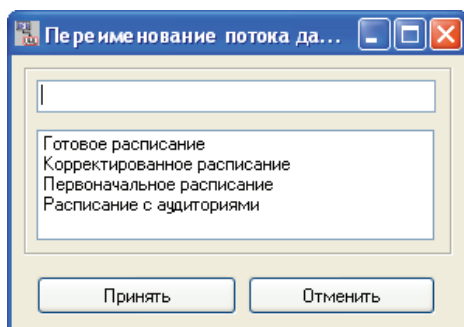 Переименование потока да...
Готовое расписание
Корректированное расписание
Первоначальное расписание
Расписание с аудиториями
Принять Отменить